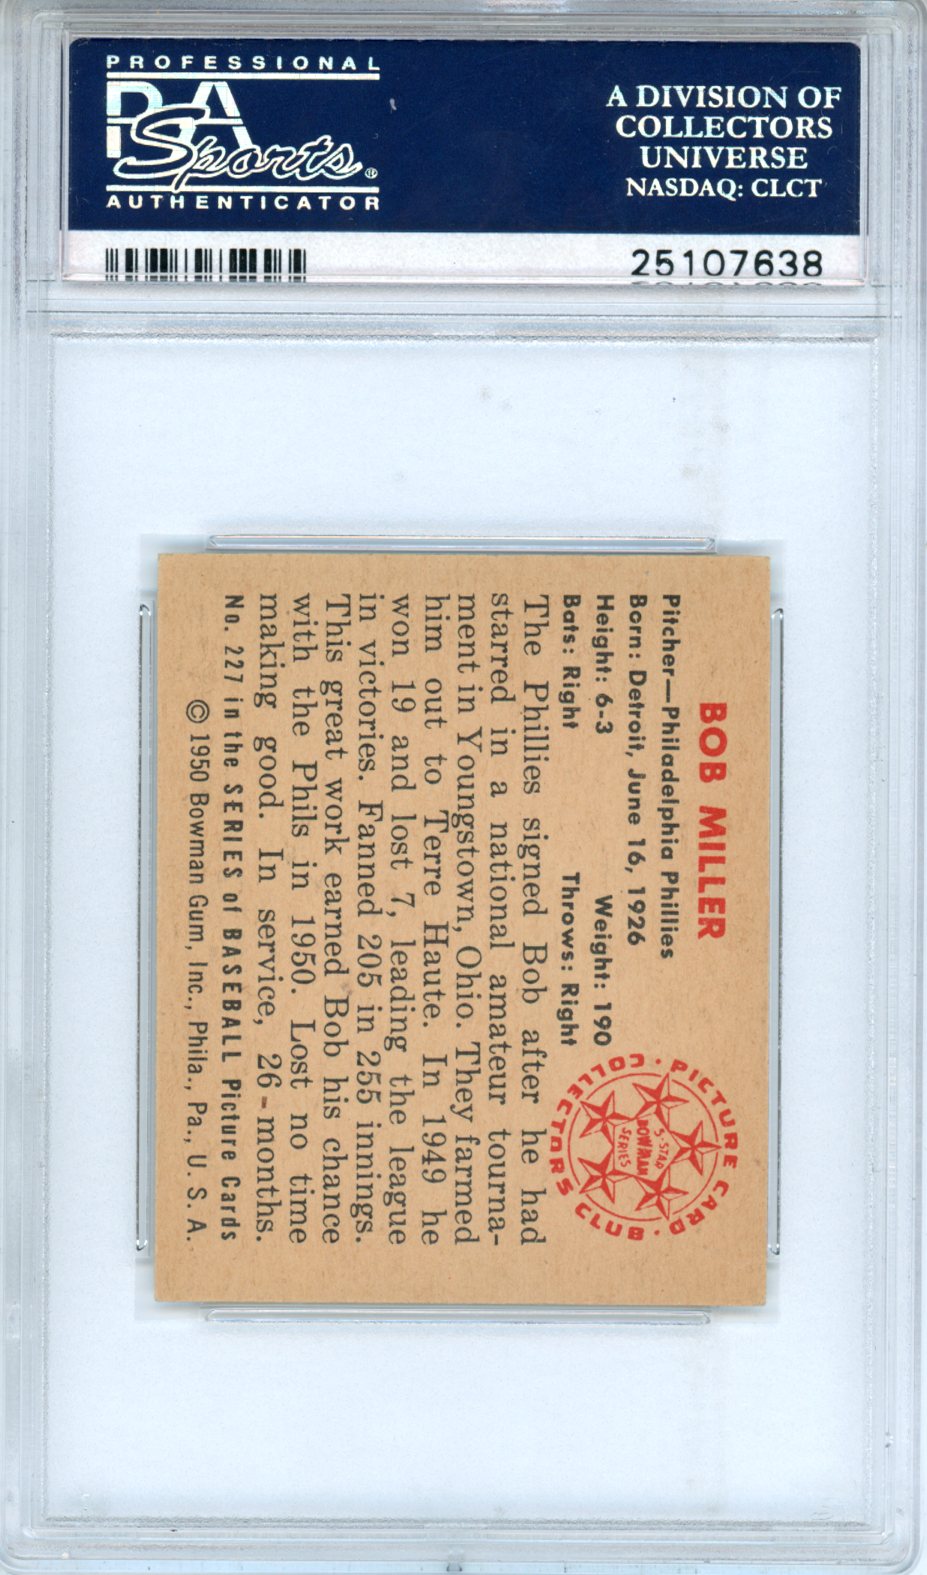 PROFESSIONAL
PSA
Sports®
AUTHENTICATOR
A DIVISION OF
COLLECTORS
UNIVERSE
NASDAQ: CLCT
25107638
BOB MILLER
Pitcher—Philadelphia Phillies
Born: Detroit, June 16, 1926
Height: 6-3 Weight: 190
Bats: Right Throws: Right
PICTURE CARD · COLLECTORS CLUB ·
5-STAR
BOWMAN
SERIES
The Phillies signed Bob after he had
starred in a national amateur tourna-
ment in Youngstown, Ohio. They farmed
him out to Terre Haute. In 1949 he
won 19 and lost 7, leading the league
in victories. Fanned 205 in 255 innings.
This great work earned Bob his chance
with the Phils in 1950. Lost no time
making good. In service, 26-months.
No. 227 in the SERIES of BASEBALL Picture Cards
© 1950 Bowman Gum, Inc., Phila., Pa., U. S. A.